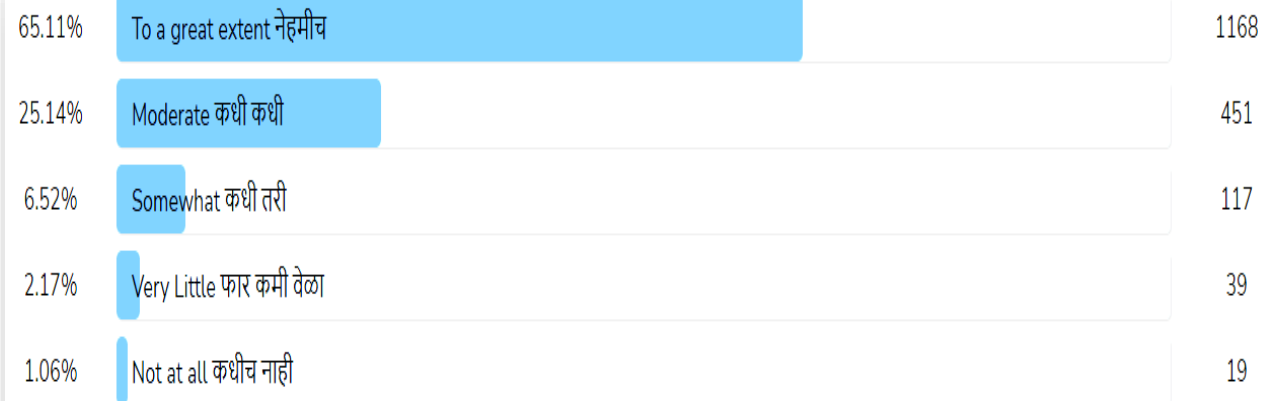 65.11% To a great extent नेहमीच 1168
25.14% Moderate कधी कधी 451
6.52% Somewhat कधी तरी 117
2.17% Very Little फार कमी वेळा 39
1.06% Not at all कधीच नाही 19